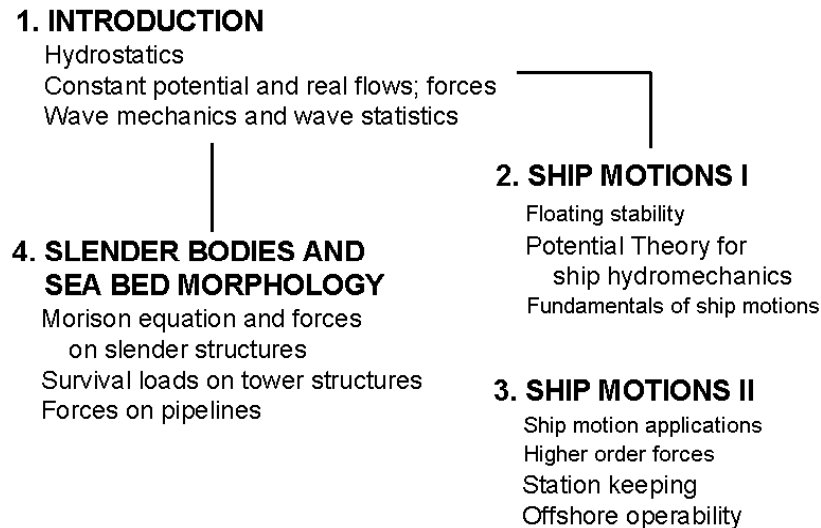 1. INTRODUCTION
Hydrostatics
Constant potential and real flows; forces
Wave mechanics and wave statistics
2. SHIP MOTIONS I
Floating stability
Potential Theory for
ship hydromechanics
Fundamentals of ship motions
4. SLENDER BODIES AND
SEA BED MORPHOLOGY
Morison equation and forces
on slender structures
Survival loads on tower structures
Forces on pipelines
3. SHIP MOTIONS II
Ship motion applications
Higher order forces
Station keeping
Offshore operability